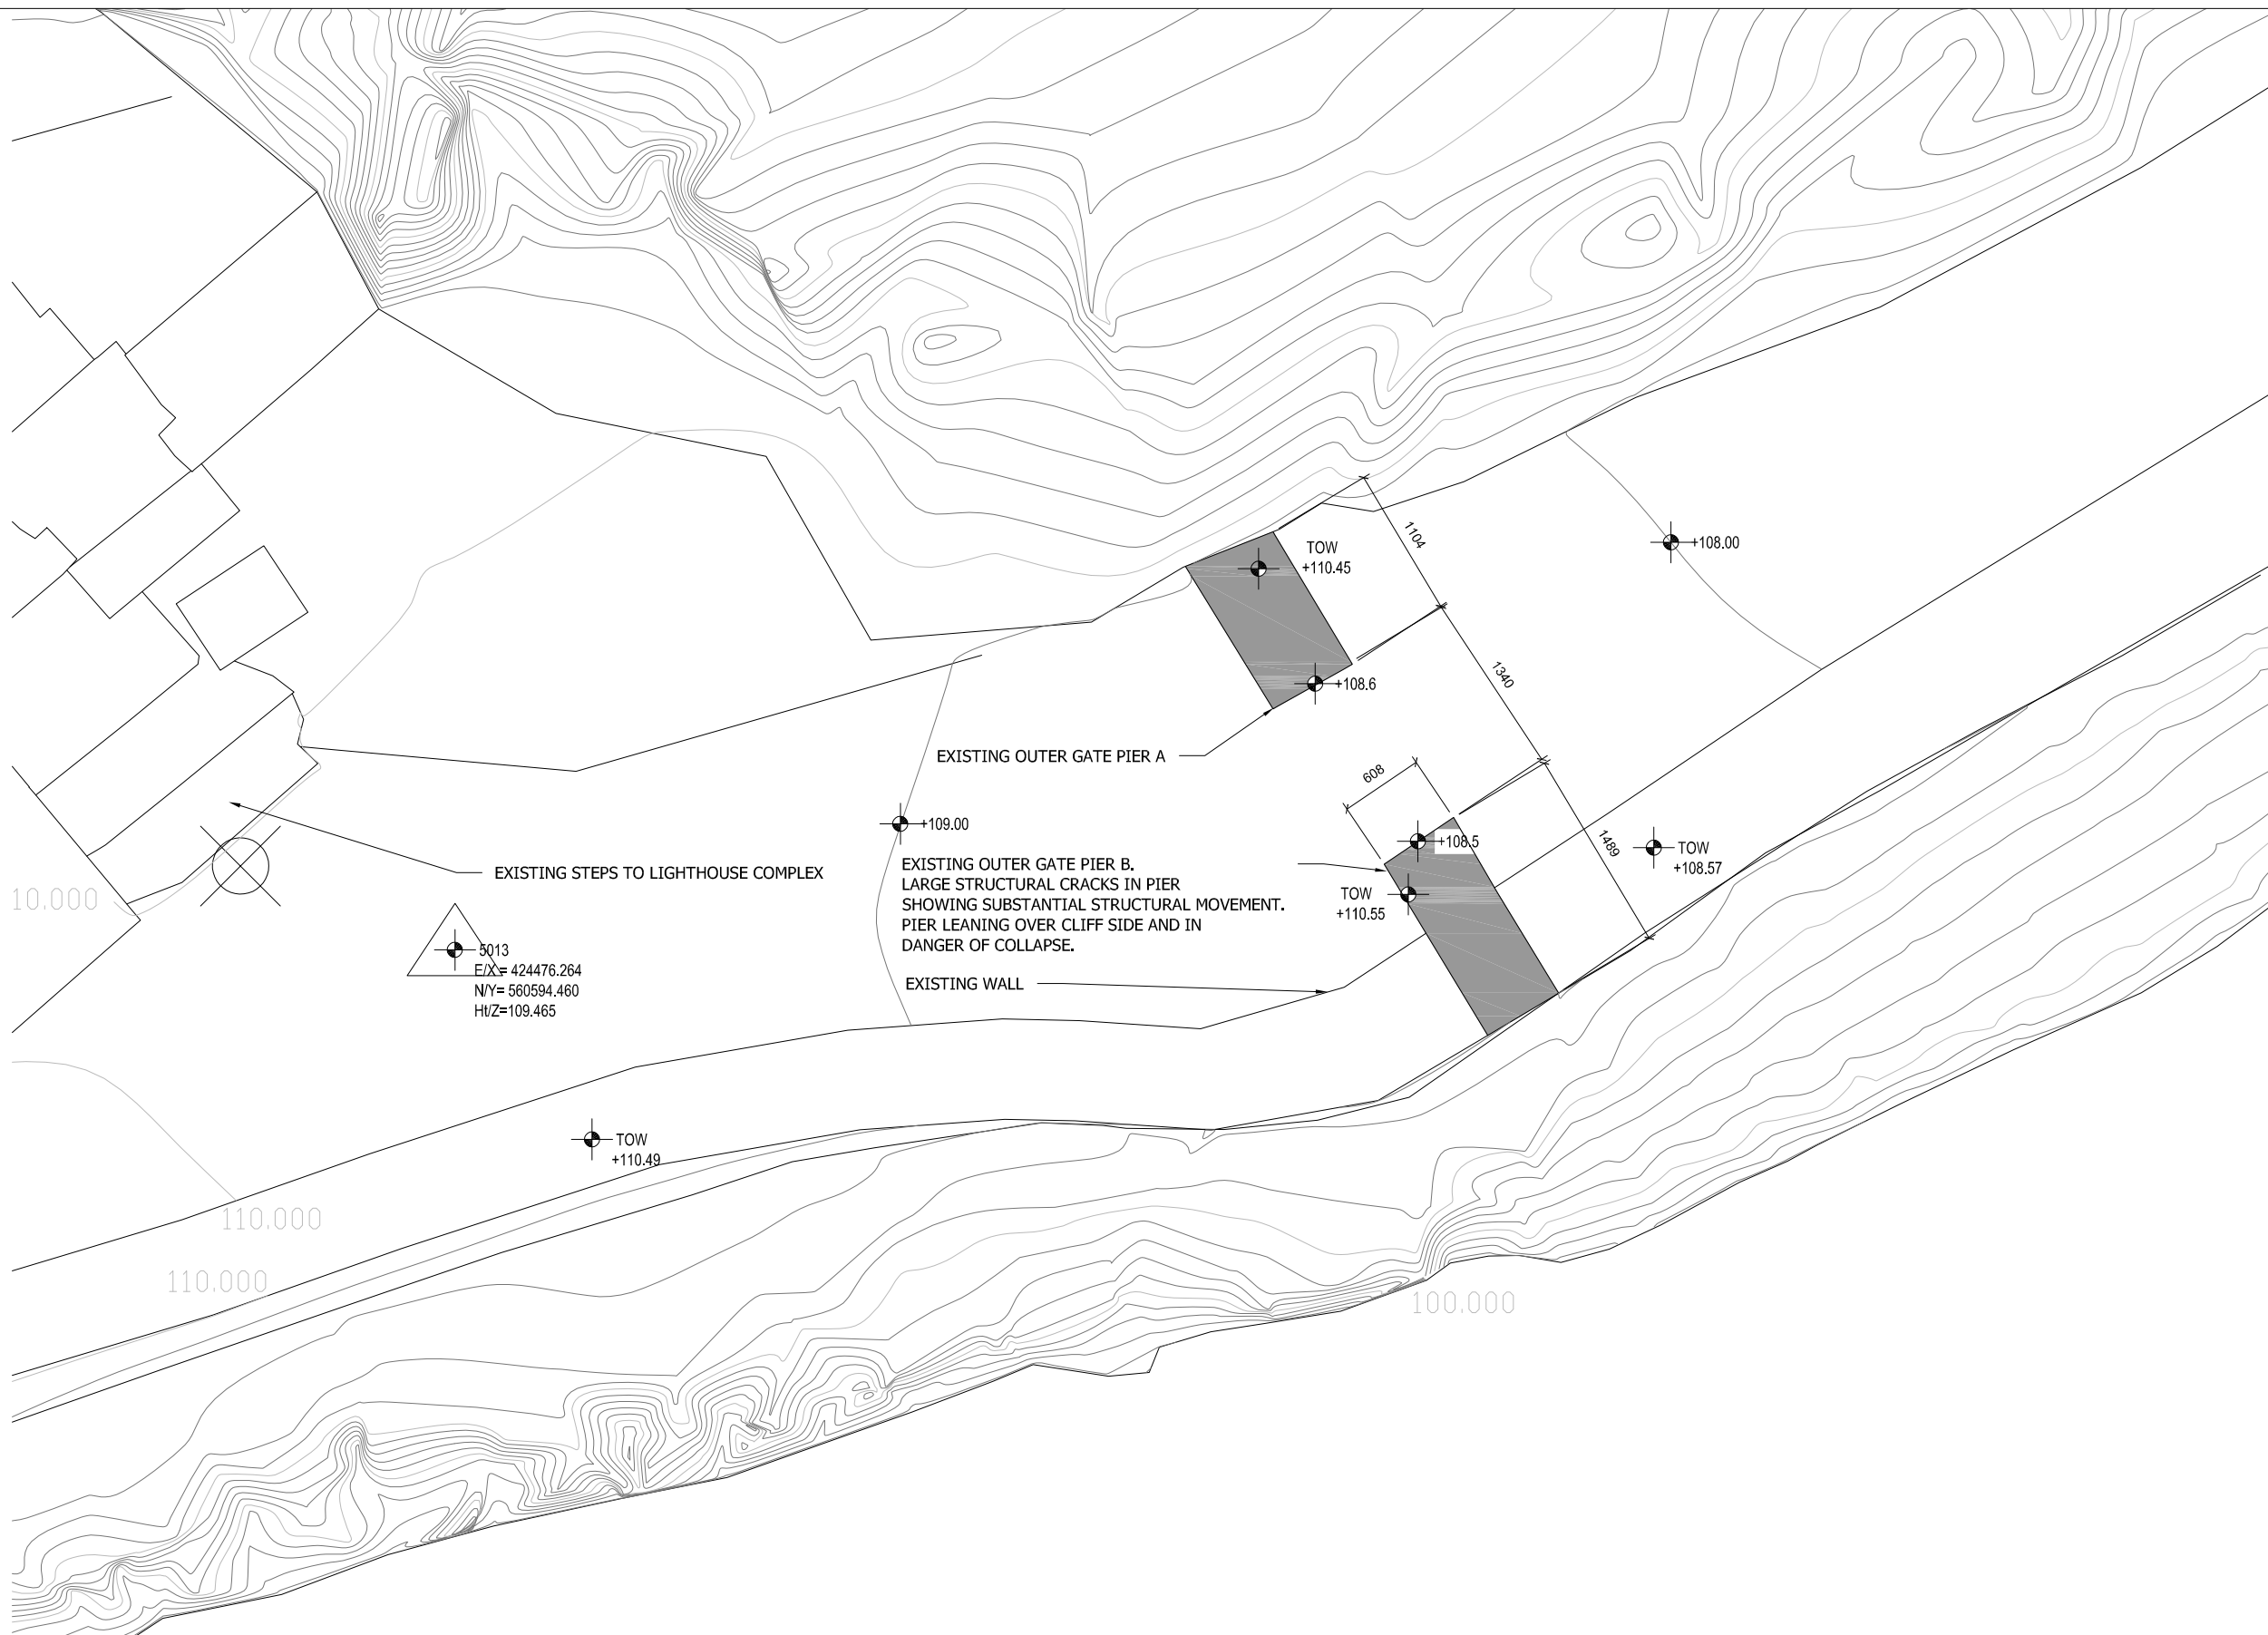 1104
TOW
+110.45
+108.00
1340
+108.6
EXISTING OUTER GATE PIER A
608
+109.00
+108.5
1489
TOW
+108.57
EXISTING STEPS TO LIGHTHOUSE COMPLEX
EXISTING OUTER GATE PIER B.
LARGE STRUCTURAL CRACKS IN PIER
SHOWING SUBSTANTIAL STRUCTURAL MOVEMENT.
PIER LEANING OVER CLIFF SIDE AND IN
DANGER OF COLLAPSE.
TOW
+110.55
10.000
5013
E/X= 424476.264
N/Y= 560594.460
Ht/Z=109.465
EXISTING WALL
TOW
+110.49
110.000
110.000
100.000